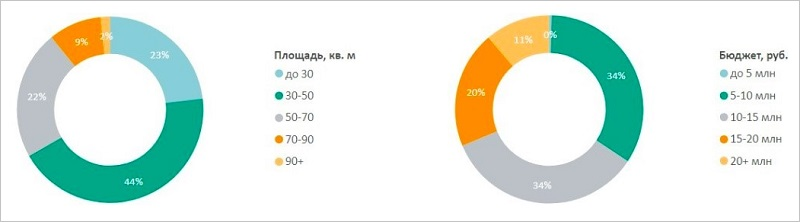 23%
44%
22%
9%
2%
Площадь, кв. м
до 30
30-50
50-70
70-90
90+
0%
34%
34%
20%
11%
Бюджет, руб.
до 5 млн
5-10 млн
10-15 млн
15-20 млн
20+ млн